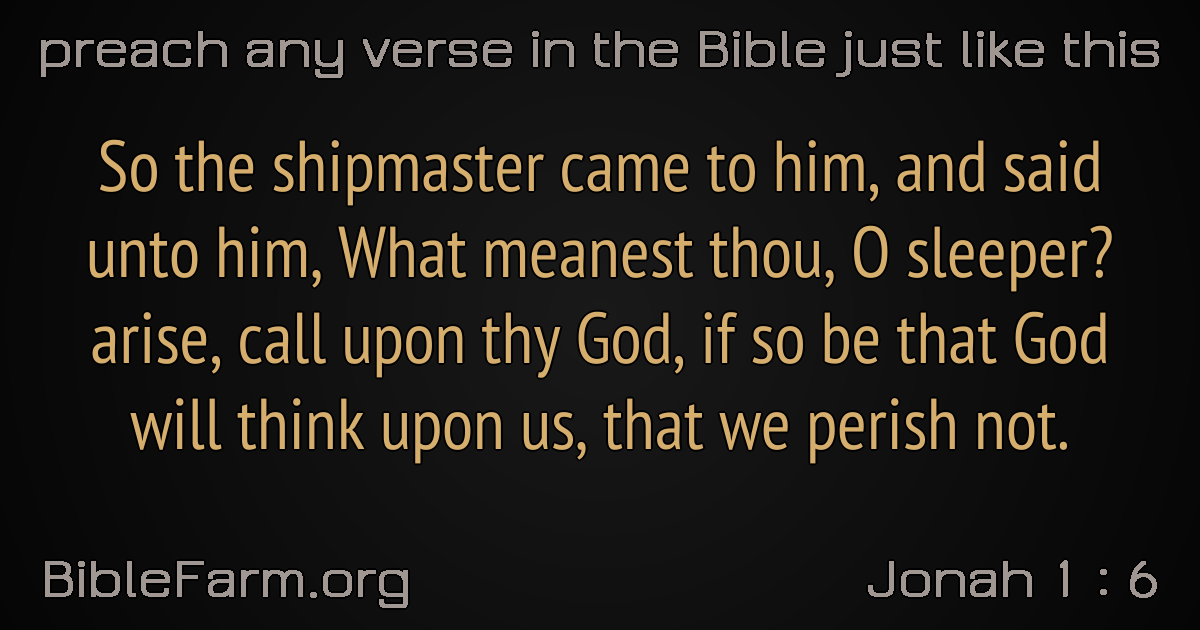 preach any verse in the Bible just like this
So the shipmaster came to him, and said
unto him, What meanest thou, O sleeper?
arise, call upon thy God, if so be that God
will think upon us, that we perish not.
BibleFarm.org
Jonah 1 : 6